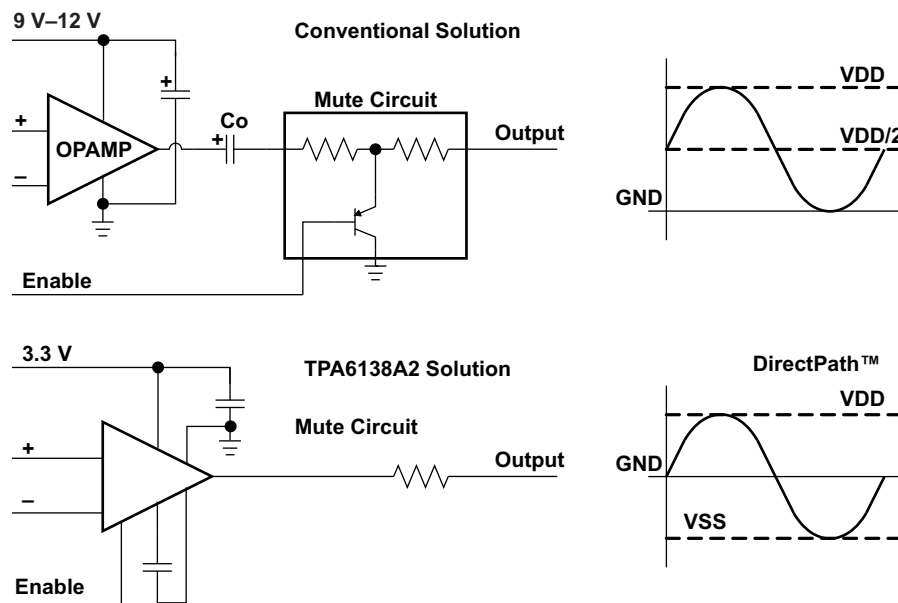 9 V–12 V
Conventional Solution
+
Mute Circuit
+
OPAMP
–
+
Co
Output
Enable
VDD
VDD/2
GND
3.3 V
TPA6138A2 Solution
Mute Circuit
+
–
Output
Enable
DirectPath™
VDD
GND
VSS